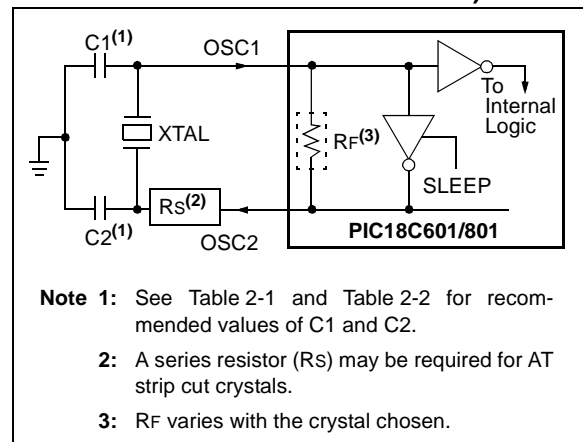 C1(1)
OSC1
To
Internal
Logic
XTAL
RF(3)
SLEEP
RS(2)
C2(1)
OSC2
PIC18C601/801
Note 1: See Table 2-1 and Table 2-2 for recom-
mended values of C1 and C2.
2: A series resistor (RS) may be required for AT
strip cut crystals.
3: RF varies with the crystal chosen.